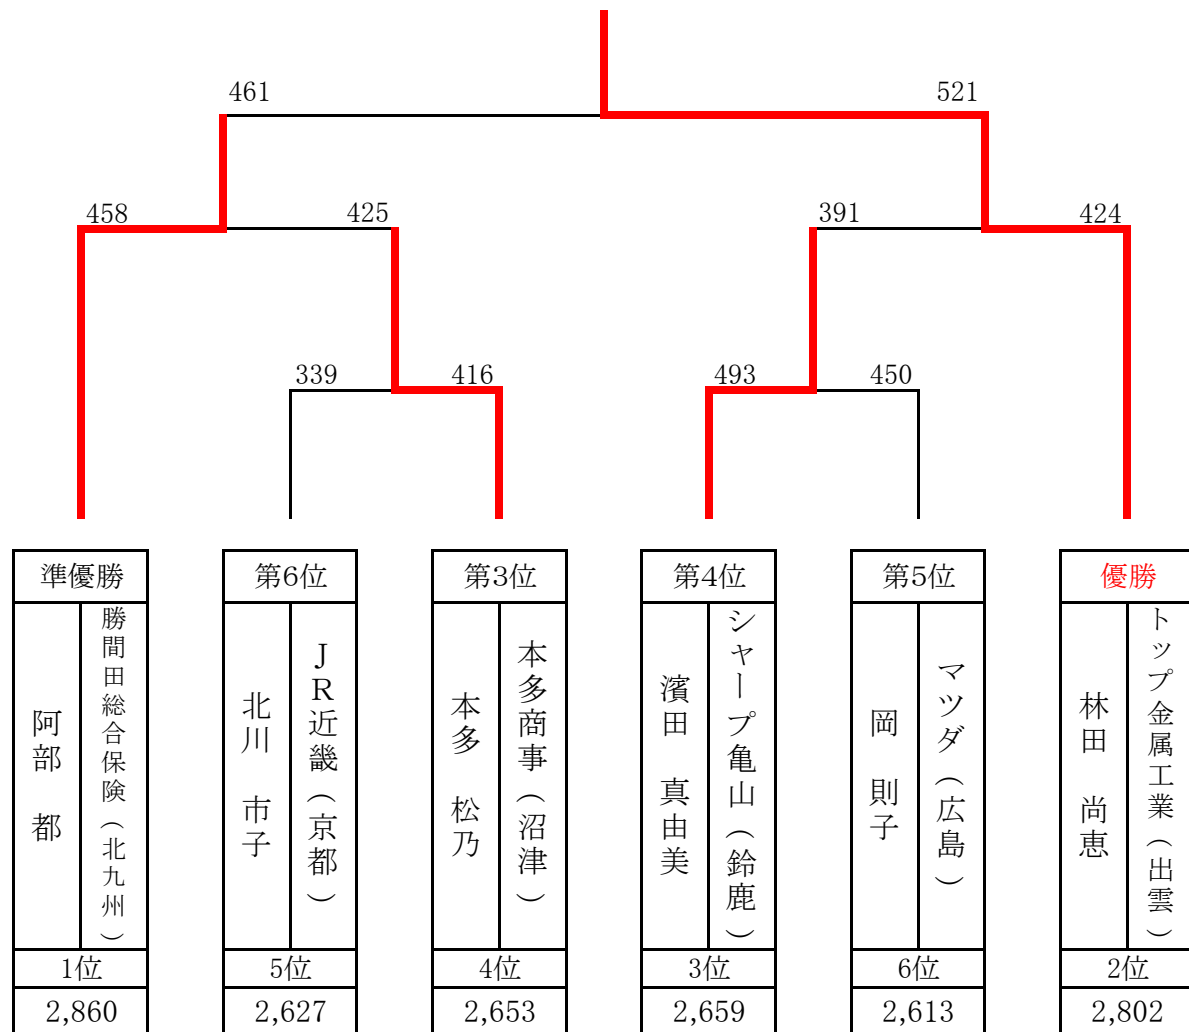 461 521
458 425 391 424
339 416 493 450
準優勝 第6位 第3位 第4位 第5位 優勝
阿部　都
勝間田総合保険（北九州）
北川　市子
JR近畿（京都）
本多　松乃
本多商事（沼津）
濱田　真由美
シャープ亀山（鈴鹿）
岡　則子
マツダ（広島）
林田　尚恵
トップ金属工業（出雲）
1位 5位 4位 3位 6位 2位
2,860 2,627 2,653 2,659 2,613 2,802